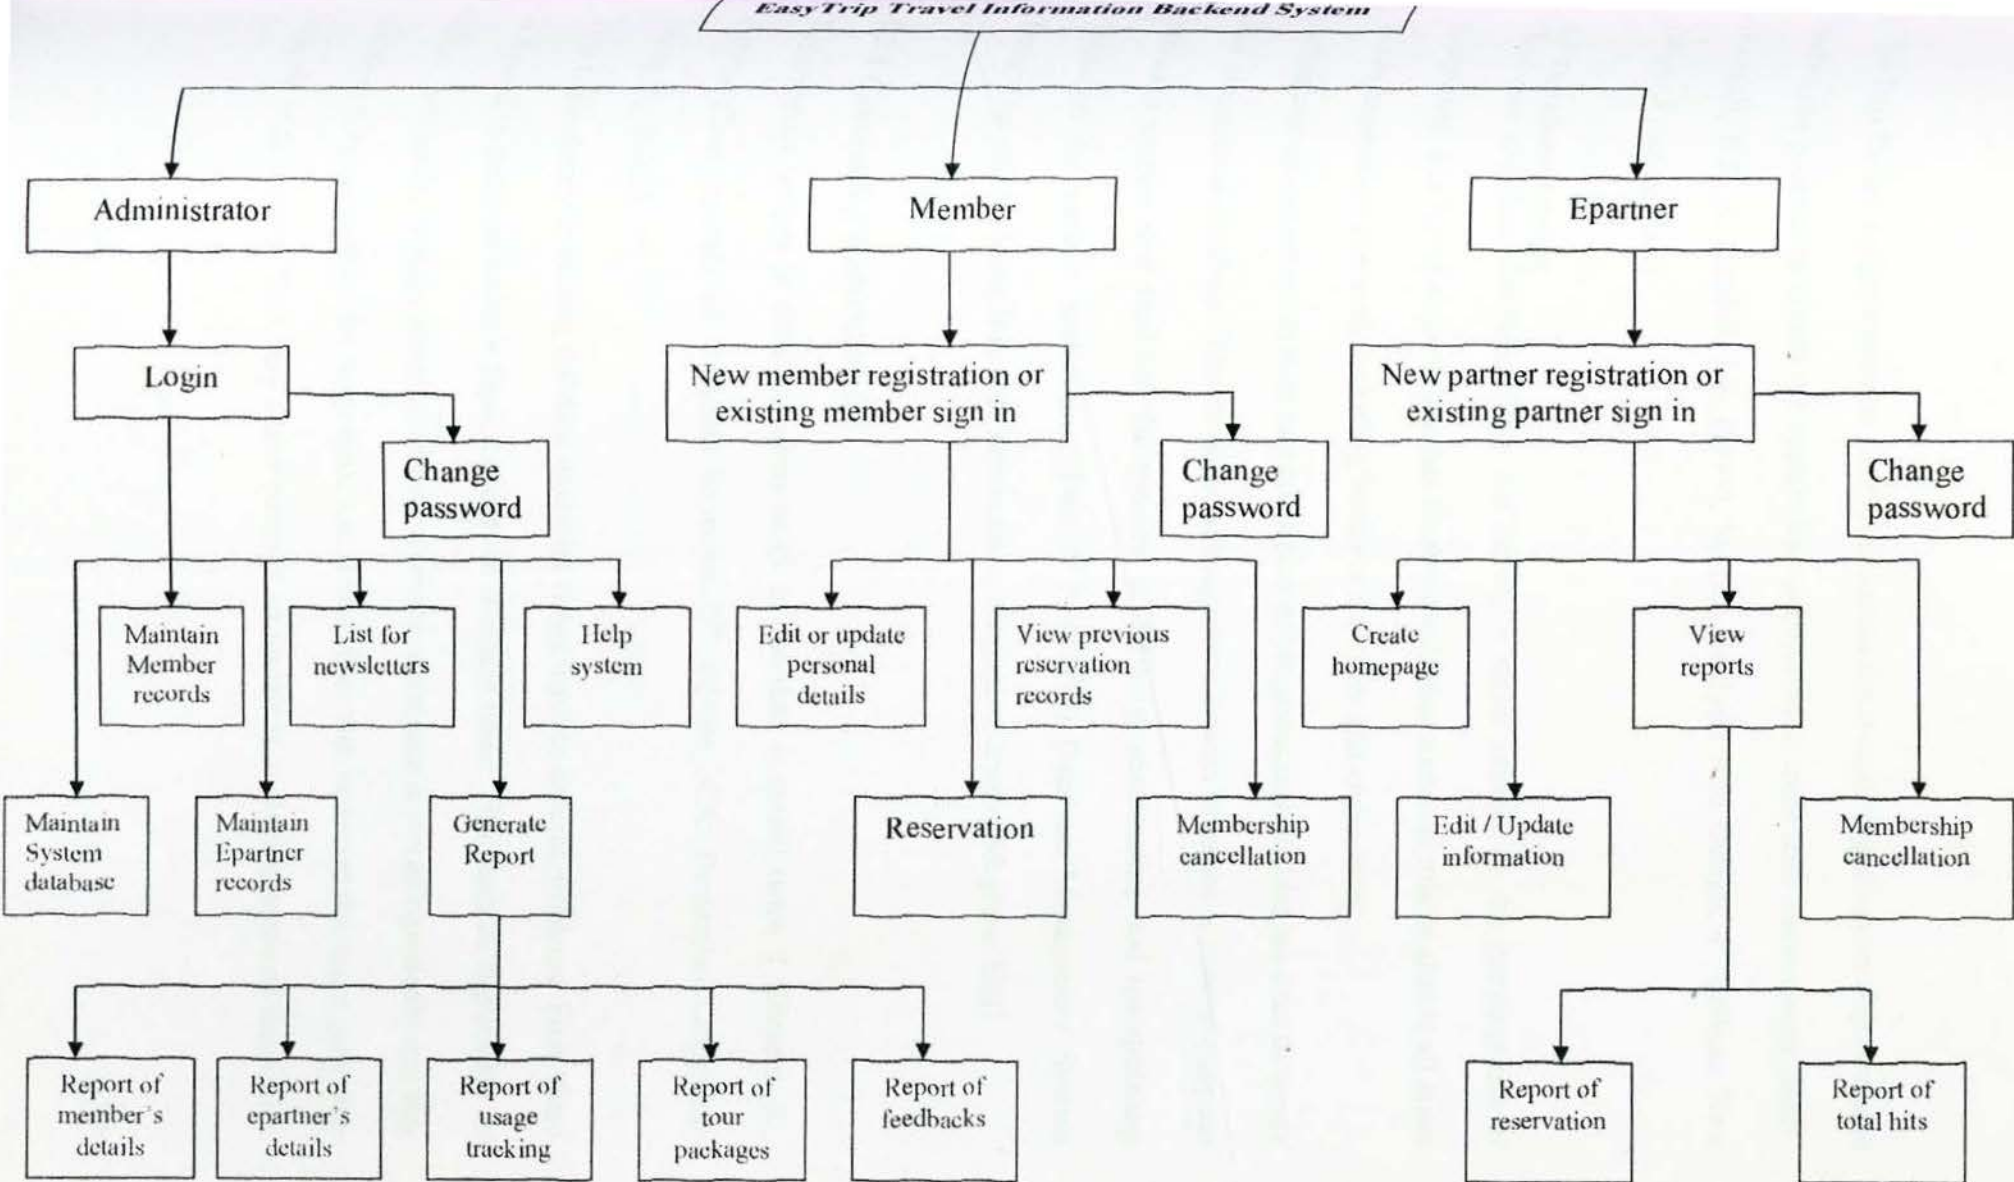 EasyTrip Travel Information Backend System
Administrator
Member
Epartner
Login
New member registration or
existing member sign in
New partner registration or
existing partner sign in
Change
password
Change
password
Change
password
Maintain
Member
records
List for
newsletters
Help
system
Edit or update
personal
details
View previous
reservation
records
Create
homepage
View
reports
Maintain
System
database
Maintain
Epartner
records
Generate
Report
Reservation
Membership
cancellation
Edit / Update
information
Membership
cancellation
Report of
member's
details
Report of
epartner's
details
Report of
usage
tracking
Report of
tour
packages
Report of
feedbacks
Report of
reservation
Report of
total hits